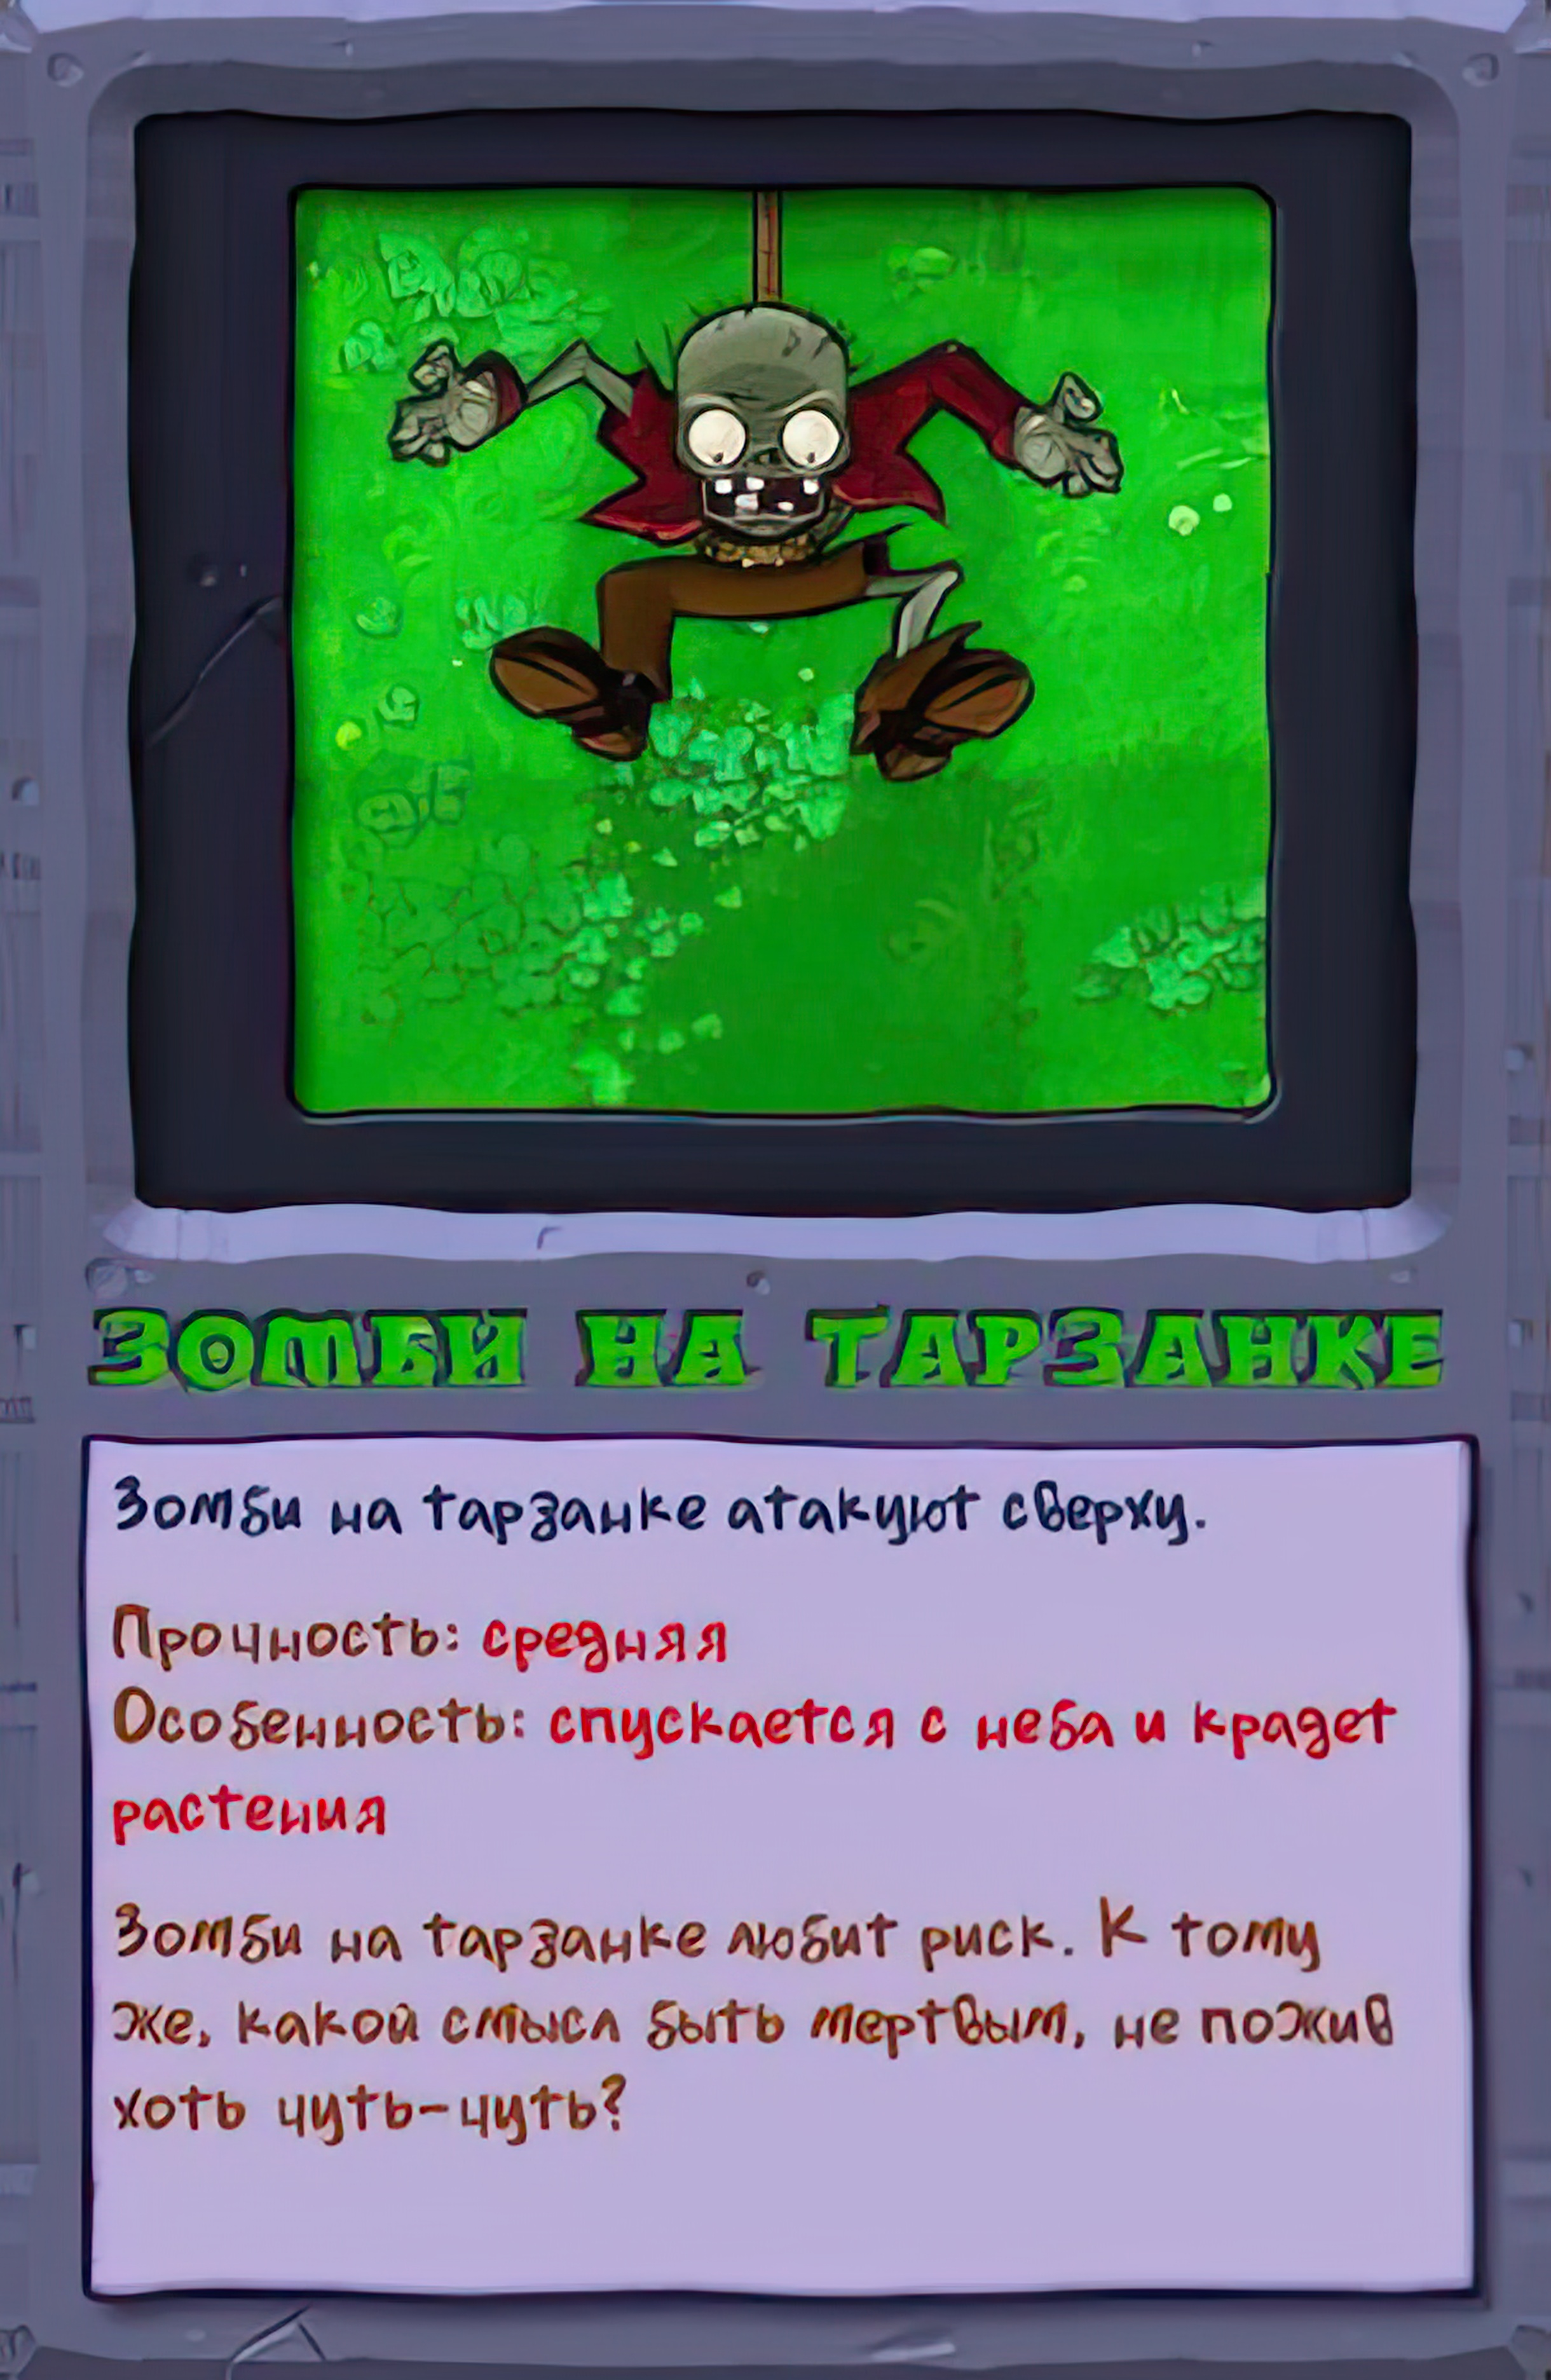 ЗОМБИ НА ТАРЗАНКЕ
Зомби на тарзанке атакуют сверху.
Прочность: средняя
Особенность: спускается с неба и крадет
растения
Зомби на тарзанке любит риск. К тому
же, какой смысл быть мертвым, не пожив
хоть чуть-чуть?